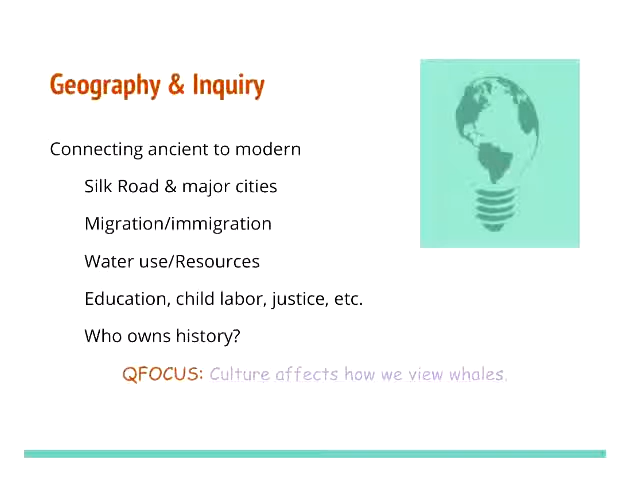 Geography & Inquiry
Connecting ancient to modern
Silk Road & major cities
Migration/immigration
Water use/Resources
Education, child labor, justice, etc.
Who owns history?
QFOCUS: Culture affects how we view whales.